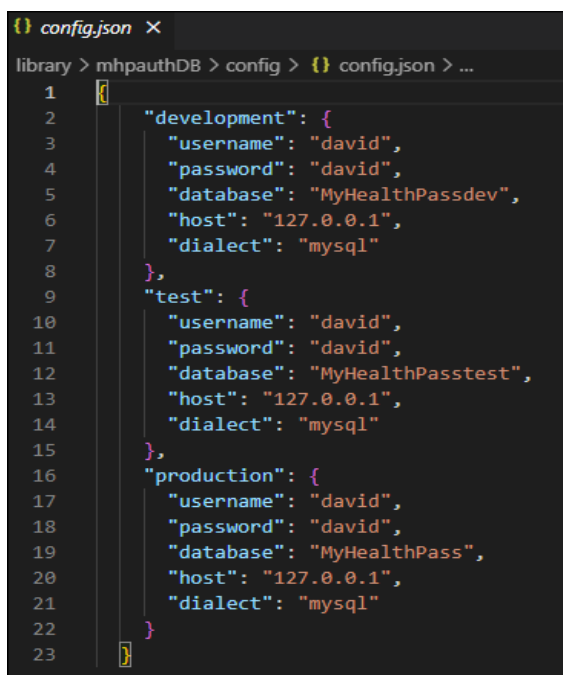 {} config.json ×
library > mhpauthDB > config > {} config.json > ...
1 {
2 "development": {
3 "username": "david",
4 "password": "david",
5 "database": "MyHealthPassdev",
6 "host": "127.0.0.1",
7 "dialect": "mysql"
8 },
9 "test": {
10 "username": "david",
11 "password": "david",
12 "database": "MyHealthPasstest",
13 "host": "127.0.0.1",
14 "dialect": "mysql"
15 },
16 "production": {
17 "username": "david",
18 "password": "david",
19 "database": "MyHealthPass",
20 "host": "127.0.0.1",
21 "dialect": "mysql"
22 }
23 }